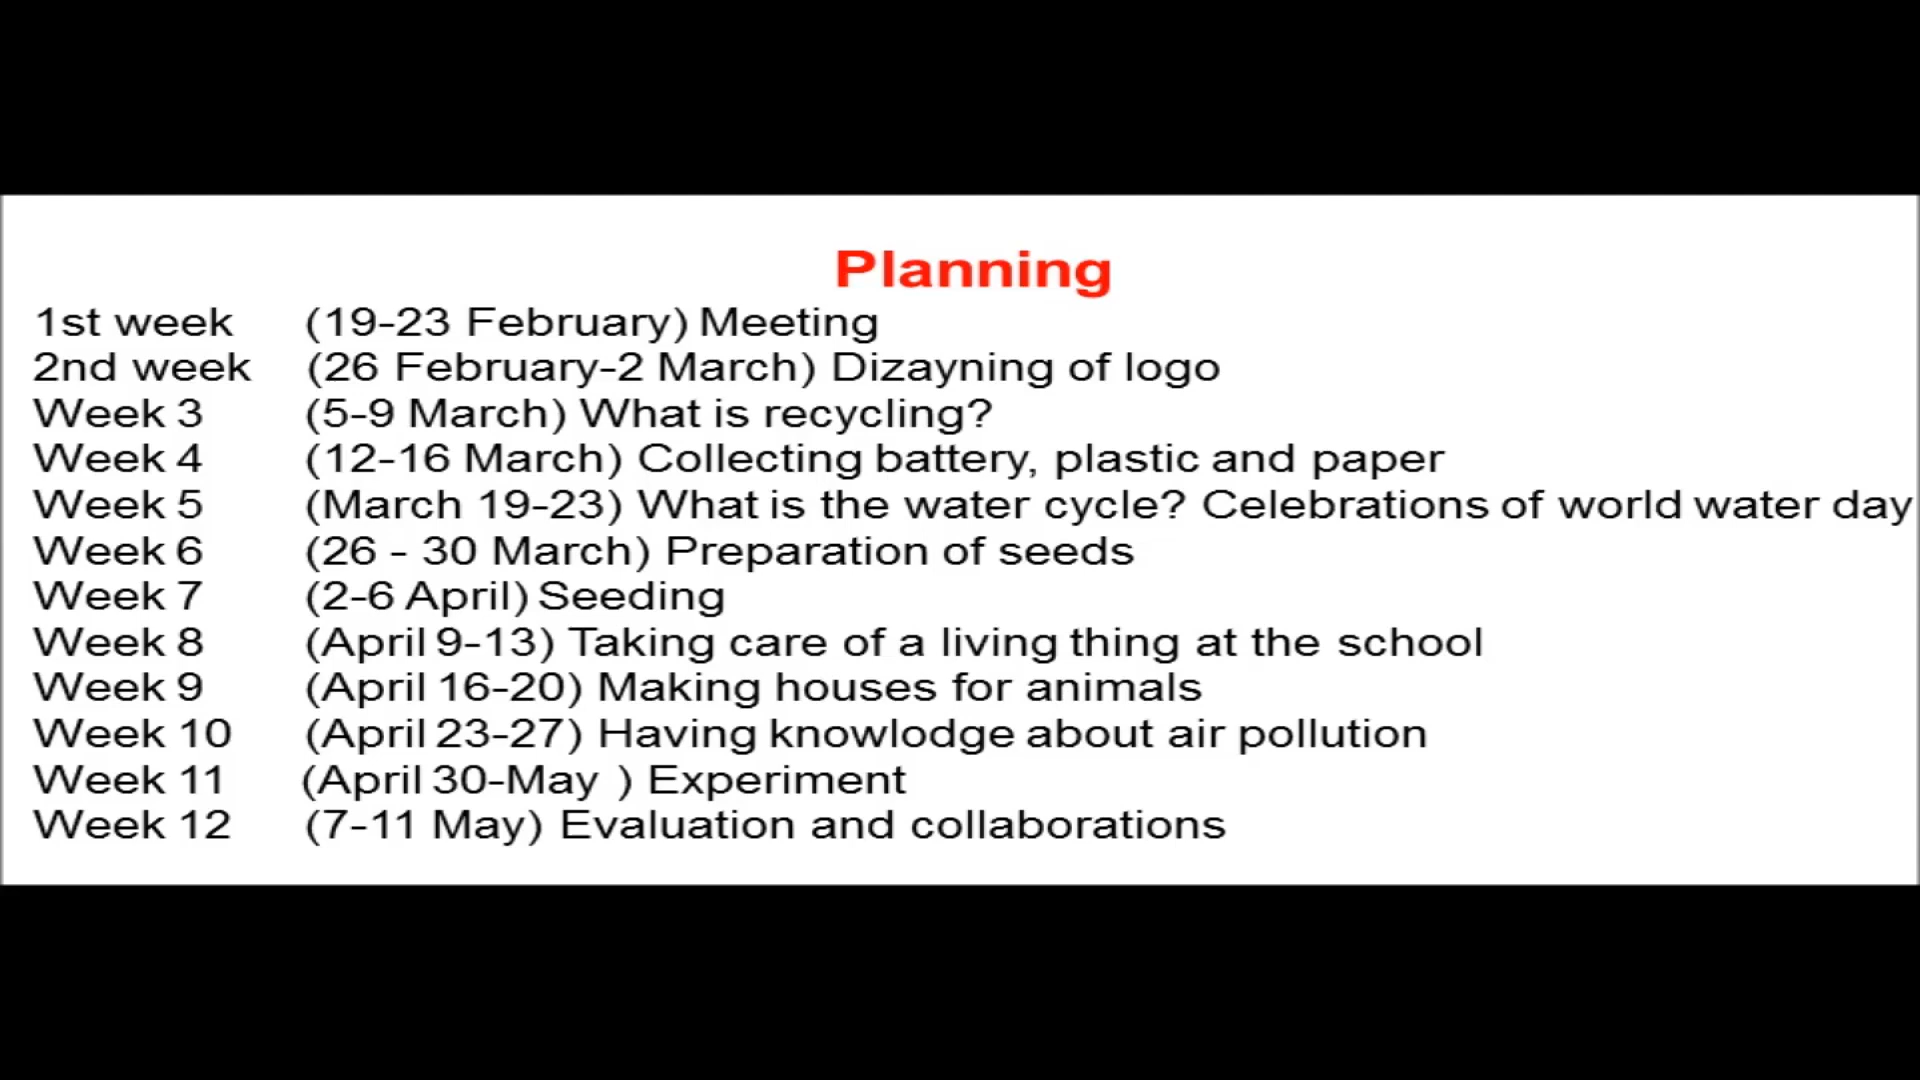 Planning
1st week (19-23 February) Meeting
2nd week (26 February-2 March) Dizayning of logo
Week 3 (5-9 March) What is recycling?
Week 4 (12-16 March) Collecting battery, plastic and paper
Week 5 (March 19-23) What is the water cycle? Celebrations of world water day
Week 6 (26 - 30 March) Preparation of seeds
Week 7 (2-6 April) Seeding
Week 8 (April 9-13) Taking care of a living thing at the school
Week 9 (April 16-20) Making houses for animals
Week 10 (April 23-27) Having knowlodge about air pollution
Week 11 (April 30-May ) Experiment
Week 12 (7-11 May) Evaluation and collaborations